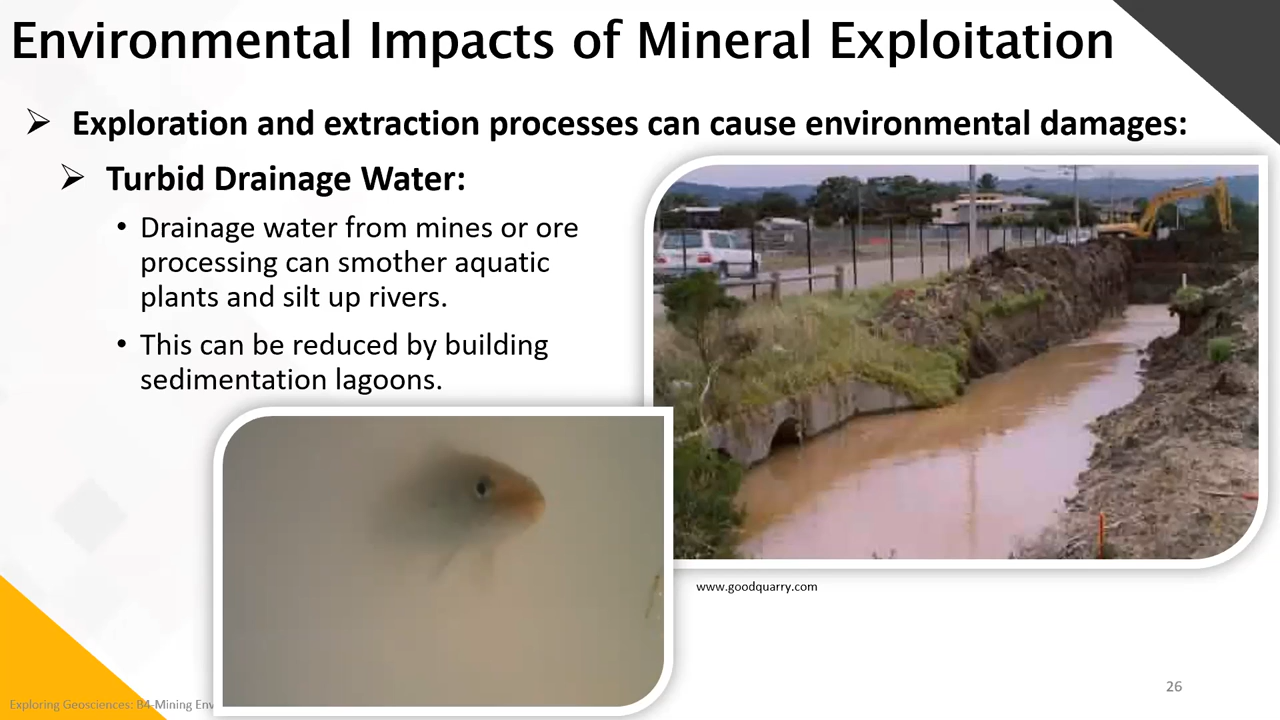 Environmental Impacts of Mineral Exploitation
Exploration and extraction processes can cause environmental damages:
Turbid Drainage Water:
Drainage water from mines or ore
processing can smother aquatic
plants and silt up rivers.
This can be reduced by building
sedimentation lagoons.
www.goodquarry.com
26
Exploring Geosciences: B4-Mining Env